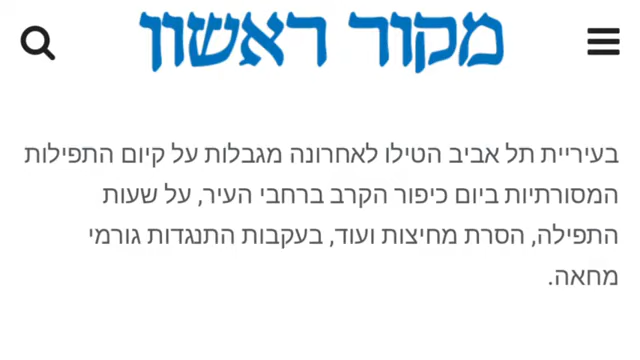 מקור ראשון
בעיריית תל אביב הטילו לאחרונה מגבלות על קיום התפילות
המסורתיות ביום כיפור הקרב ברחבי העיר, על שעות
התפילה, הסרת מחיצות ועוד, בעקבות התנגדות גורמי
מחאה.